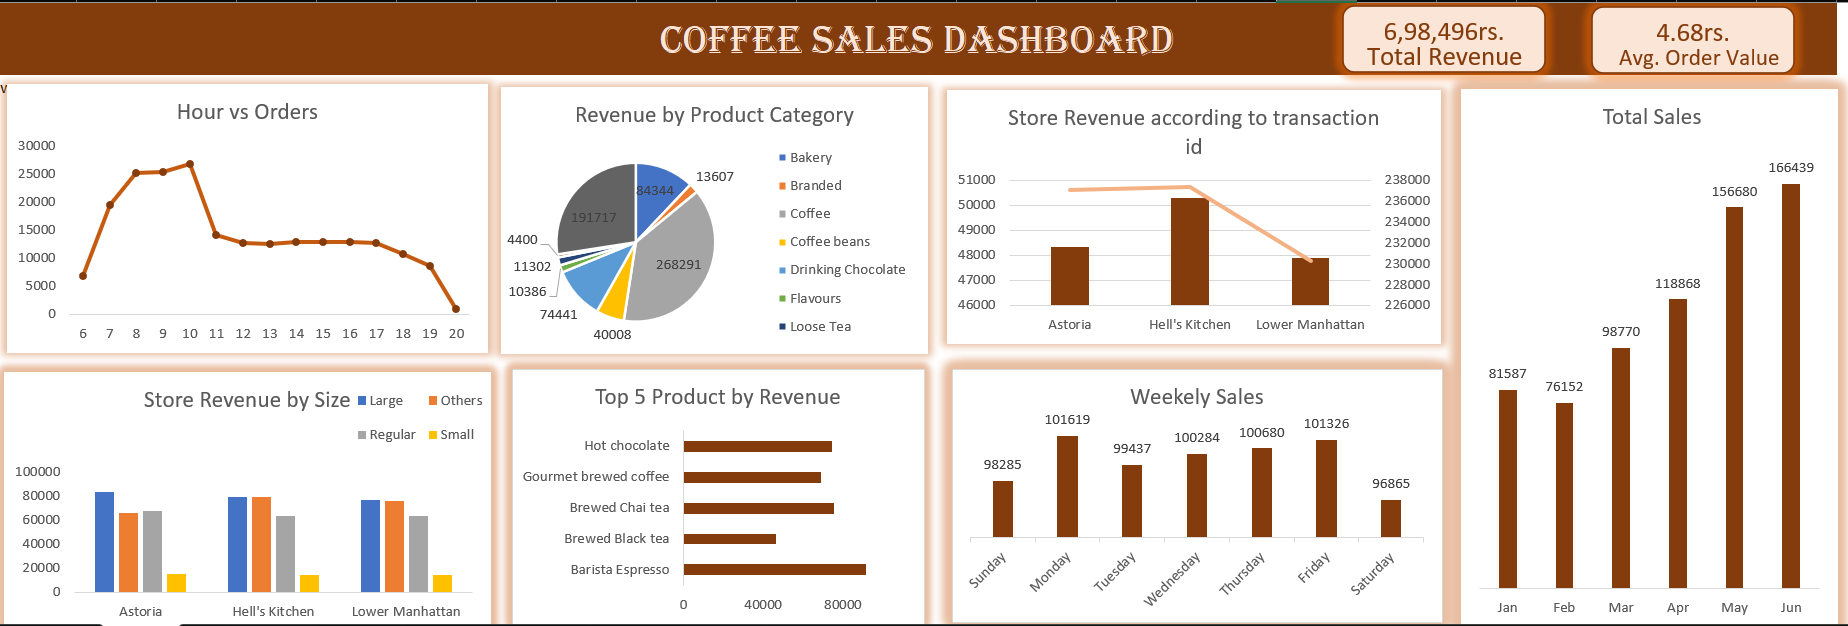 COFFEE SALES DASHBOARD
6,98,496rs.
Total Revenue
4.68rs.
Avg. Order Value
Hour vs Orders
30000
25000
20000
15000
10000
5000
0
6 7 8 9 10 11 12 13 14 15 16 17 18 19 20
Revenue by Product Category
84344
13607
268291
40008
74441
10386
11302
4400
191717
Bakery
Branded
Coffee
Coffee beans
Drinking Chocolate
Flavours
Loose Tea
Store Revenue according to transaction
id
51000
50000
49000
48000
47000
46000
238000
236000
234000
232000
230000
228000
226000
Astoria Hell's Kitchen Lower Manhattan
Total Sales
81587
76152
98770
118868
156680
166439
Jan Feb Mar Apr May Jun
Store Revenue by Size
Large Others
Regular Small
100000
80000
60000
40000
20000
0
Astoria Hell's Kitchen Lower Manhattan
Top 5 Product by Revenue
Hot chocolate
Gourmet brewed coffee
Brewed Chai tea
Brewed Black tea
Barista Espresso
0 40000 80000
Weekely Sales
98285
101619
99437
100284
100680
101326
96865
Sunday Monday Tuesday Wednesday Thursday Friday Saturday